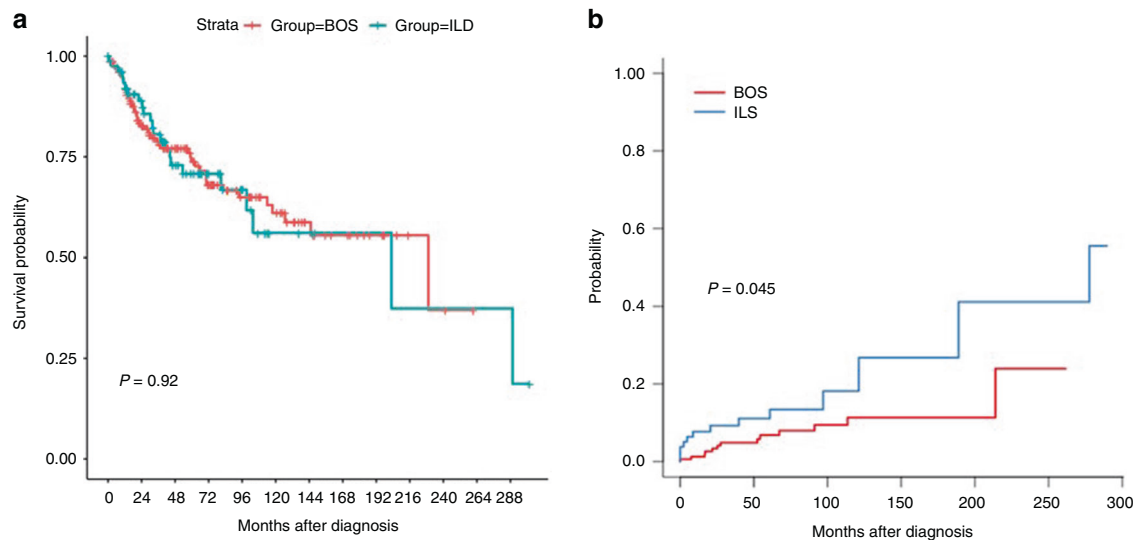 a
Strata Group=BOS Group=ILD
1.00
0.75
0.50
0.25
0.00
Survival probability
P = 0.92
0 24 48 72 96 120 144 168 192 216 240 264 288
Months after diagnosis
b
1.00
0.8
0.6
0.4
0.2
0.0
Probability
BOS
ILS
P = 0.045
0 50 100 150 200 250 300
Months after diagnosis